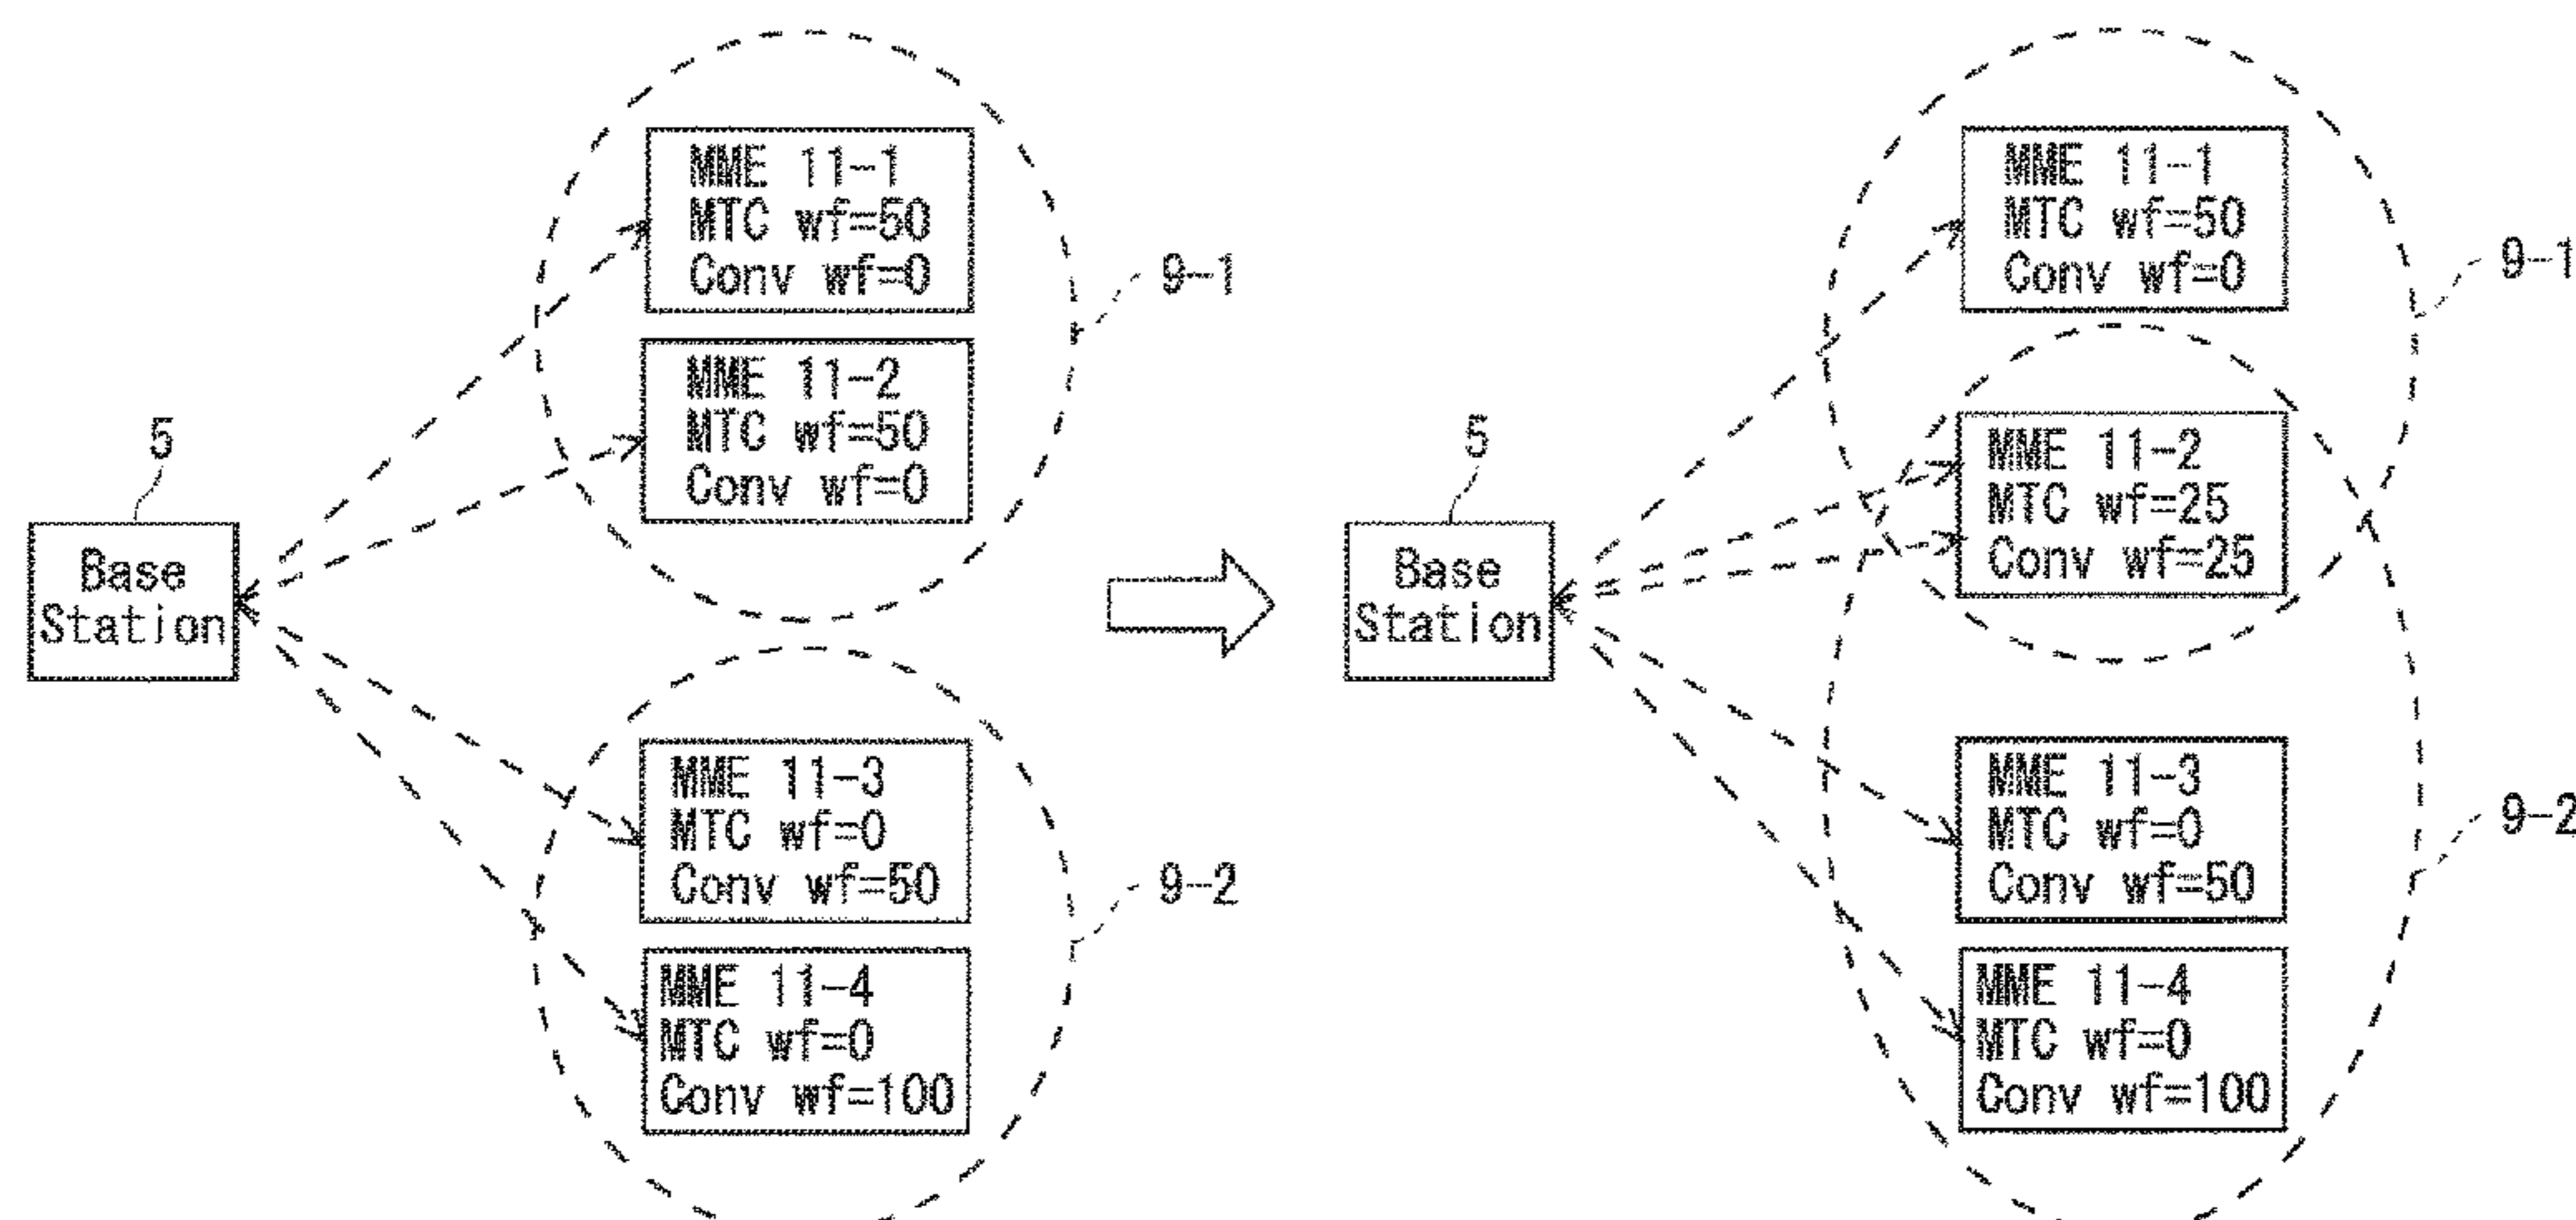 MME 11-1
MTC wf=50
Conv wf=0
9-1
MME 11-2
MTC wf=50
Conv wf=0
5
Base
Station
MME 11-3
MTC wf=0
Conv wf=50
9-2
MME 11-4
MTC wf=0
Conv wf=100
MME 11-1
MTC wf=50
Conv wf=0
9-1
MME 11-2
MTC wf=25
Conv wf=25
5
Base
Station
MME 11-3
MTC wf=0
Conv wf=50
9-2
MME 11-4
MTC wf=0
Conv wf=100